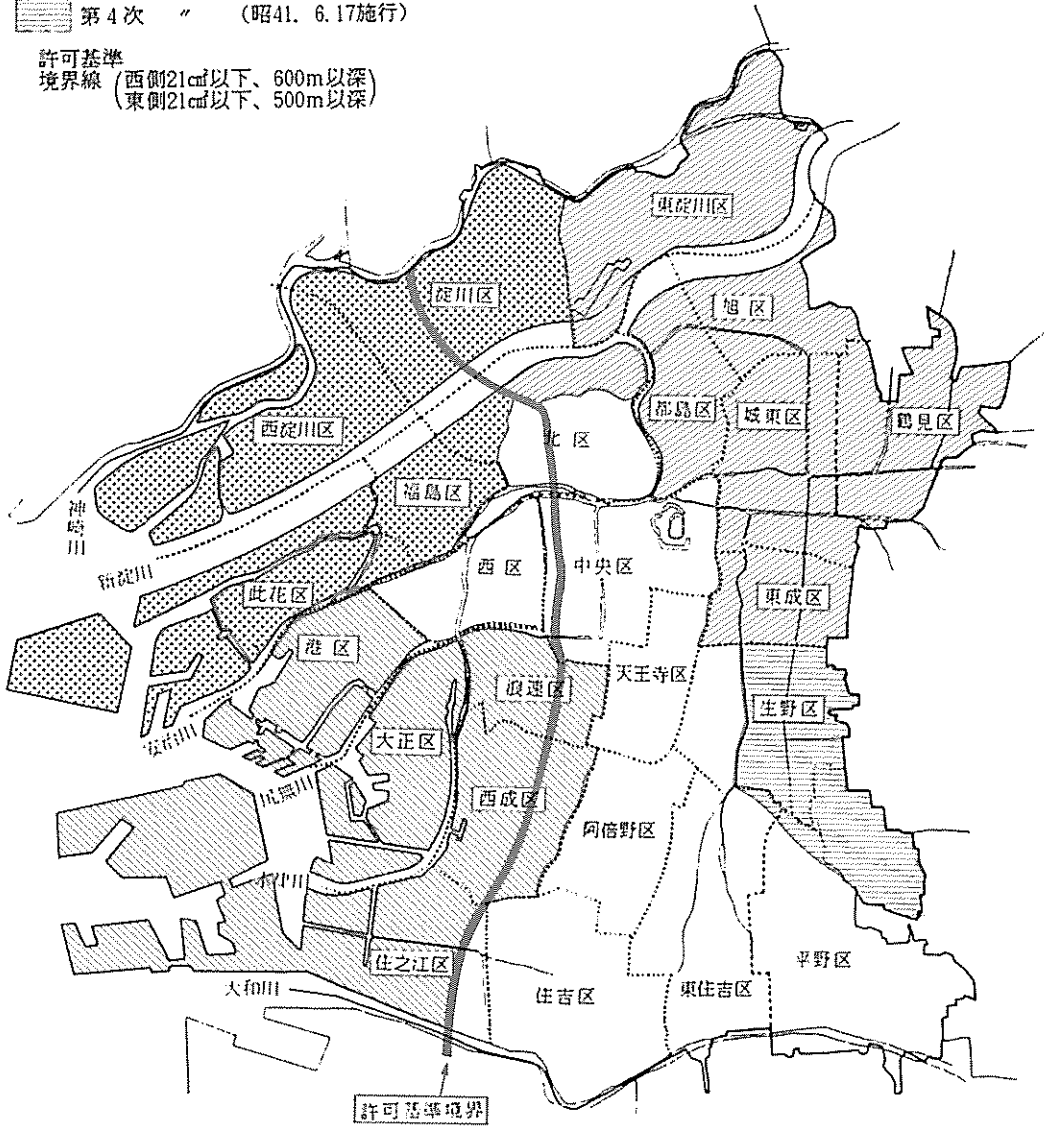 第4次 〃 (昭41. 6.17施行)
許可基準
境界線 (西側21㎠以下、600m以深)
(東側21㎠以下、500m以深)
東淀川区
淀川区
旭区
西淀川区
北区
都島区
城東区
鶴見区
福島区
神崎川
新淀川
西区
中央区
此花区
東成区
港区
天王寺区
浪速区
生野区
安治川
大正区
尻無川
西成区
阿倍野区
木津川
住之江区
平野区
大和川
住吉区
東住吉区
許可基準境界